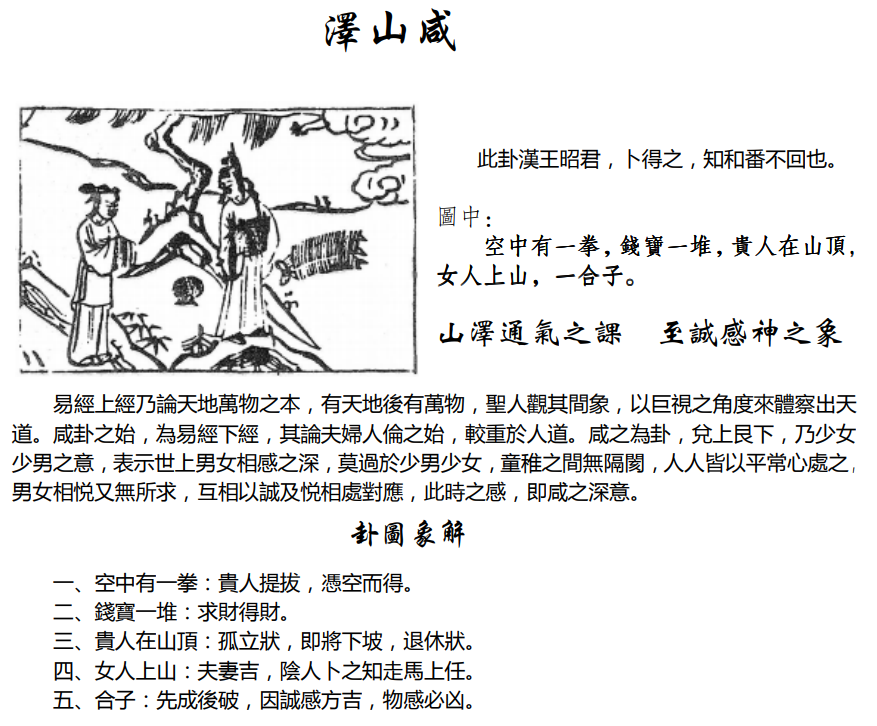 澤山咸
此卦漢王昭君，卜得之，知和番不回也。
圖中：
空中有一拳，錢寶一堆，貴人在山頂，
女人上山，一合子。
山澤通氣之課　至誠感神之象
易經上經乃論天地萬物之本，有天地後有萬物，聖人觀其間象，以巨視之角度來體察出天
道。咸卦之始，為易經下經，其論夫婦人倫之始，較重於人道。咸之為卦，兌上艮下，乃少女
少男之意，表示世上男女相感之深，莫過於少男少女，童稚之間無隔閡，人人皆以平常心處之，
男女相悦又無所求，互相以誠及悦相處對應，此時之感，即咸之深意。
卦圖象解
一、空中有一拳：貴人提拔，憑空而得。
二、錢寶一堆：求財得財。
三、貴人在山頂：孤立狀，即將下坡，退休狀。
四、女人上山：夫妻吉，陰人卜之知走馬上任。
五、合子：先成後破，因誠感方吉，物感必凶。